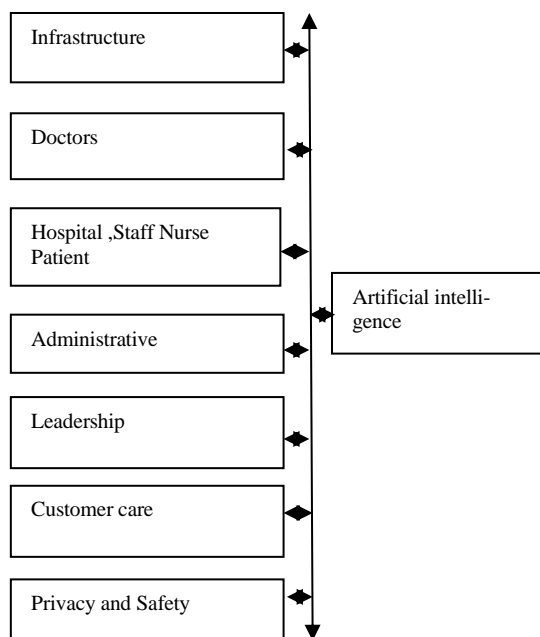 Infrastructure
Doctors
Hospital ,Staff Nurse
Patient
Artificial intelli-
gence
Administrative
Leadership
Customer care
Privacy and Safety